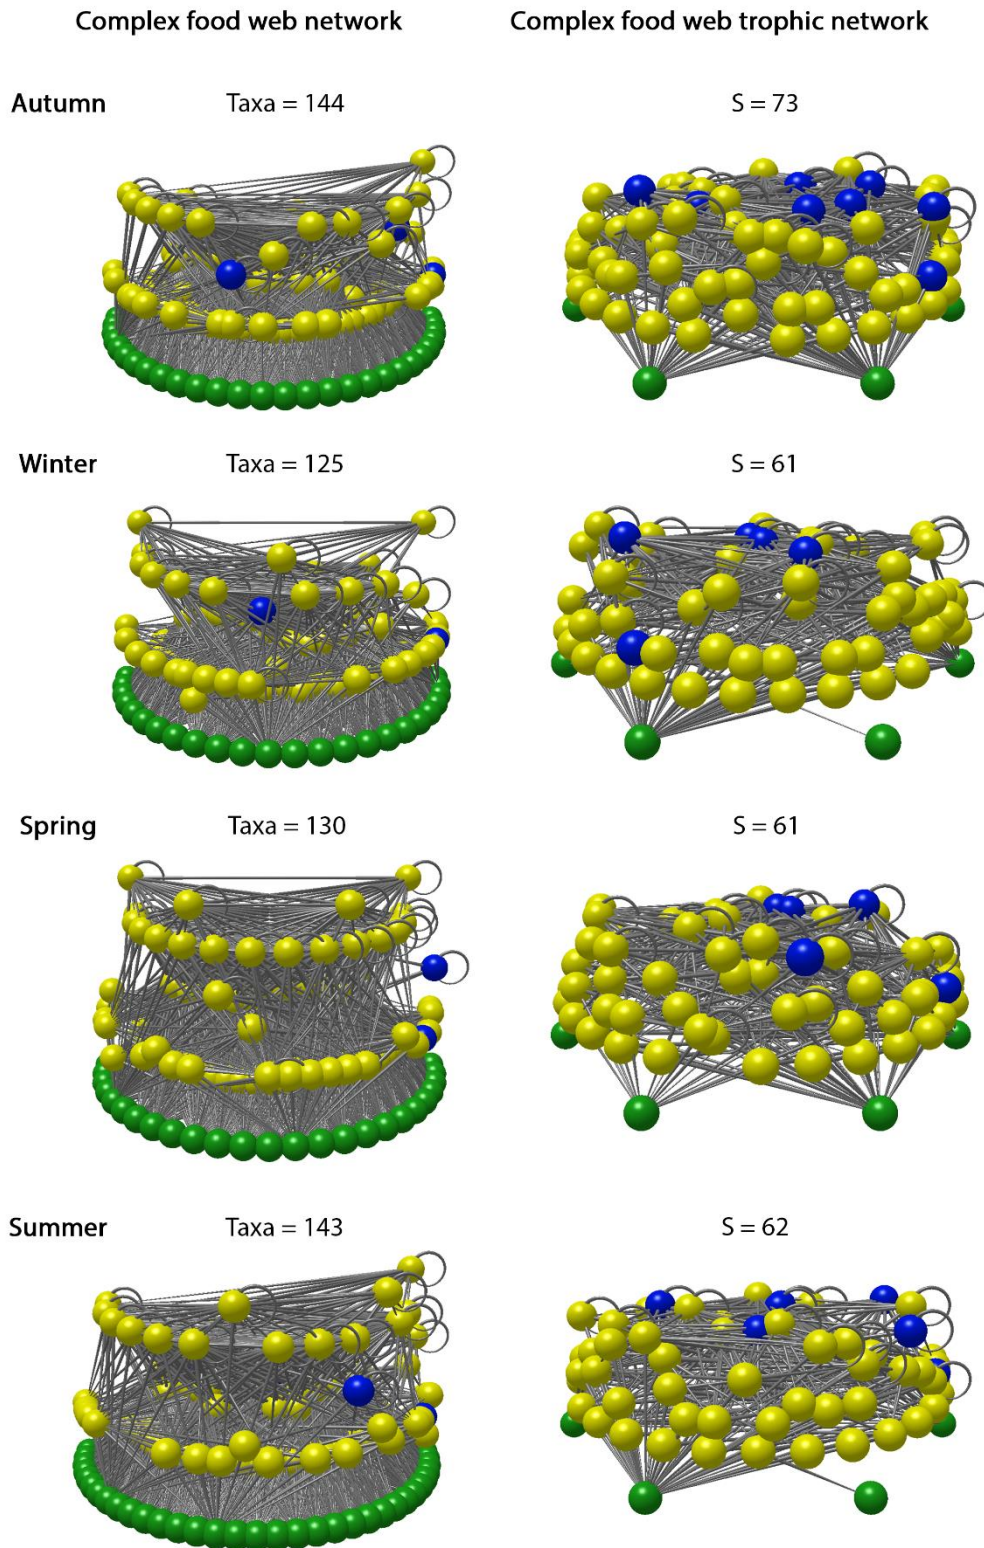 Complex food web network Complex food web trophic network
Autumn Taxa = 144 S = 73
Winter Taxa = 125 S = 61
Spring Taxa = 130 S = 61
Summer Taxa = 143 S = 62